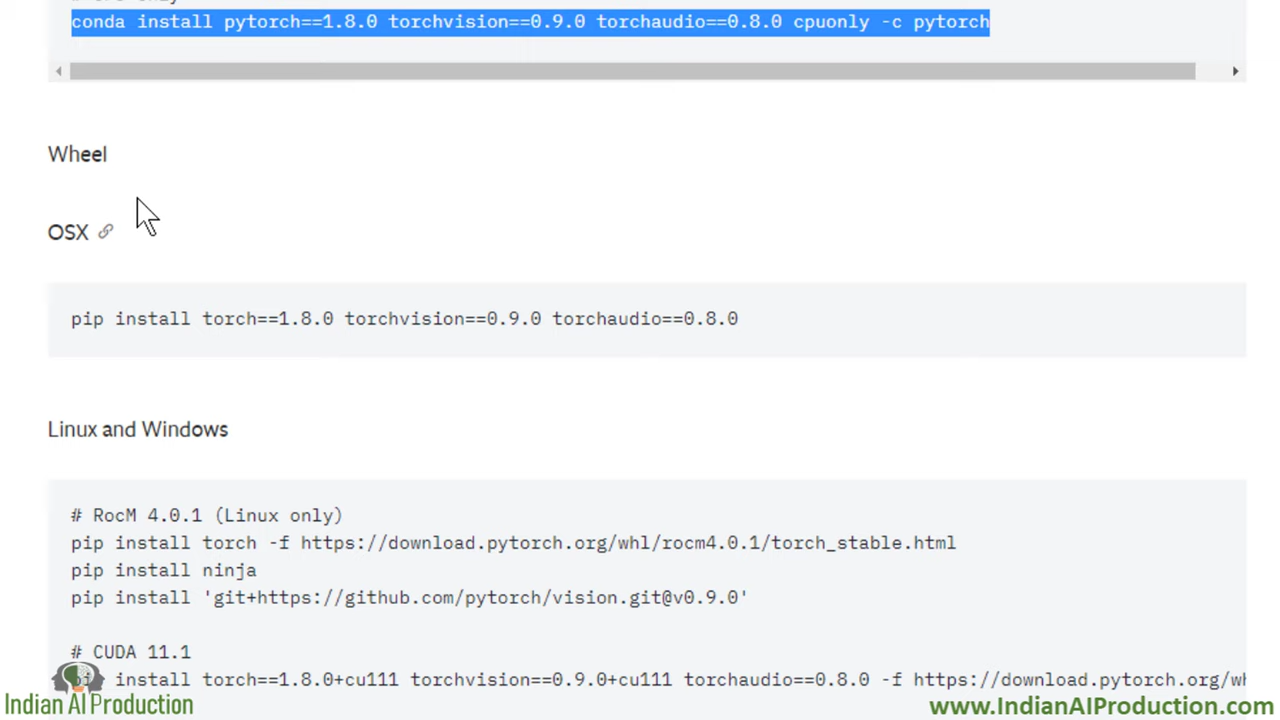 conda install pytorch==1.8.0 torchvision==0.9.0 torchaudio==0.8.0 cpuonly -c pytorch
Wheel
OSX
pip install torch==1.8.0 torchvision==0.9.0 torchaudio==0.8.0
Linux and Windows
# RocM 4.0.1 (Linux only)
pip install torch -f https://download.pytorch.org/whl/rocm4.0.1/torch_stable.html
pip install ninja
pip install 'git+https://github.com/pytorch/vision.git@v0.9.0'
# CUDA 11.1
pip install torch==1.8.0+cu111 torchvision==0.9.0+cu111 torchaudio==0.8.0 -f https://download.pytorch.org/wh
Indian AI Production
www.IndianAIProduction.com